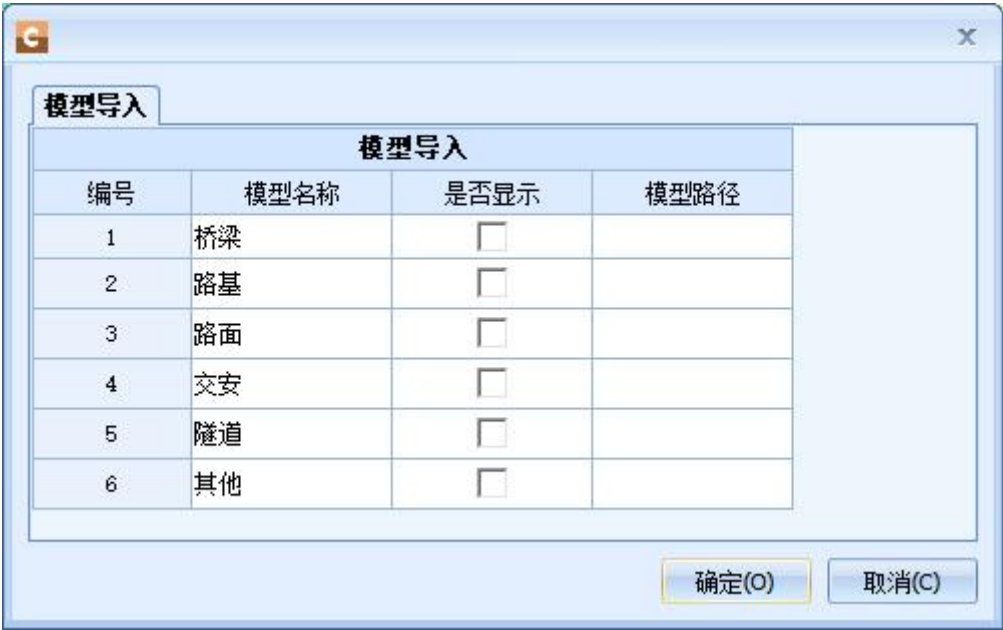 模型导入
模型导入
编号 模型名称 是否显示 模型路径
1 桥梁
2 路基
3 路面
4 交安
5 隧道
6 其他
确定(O) 取消(C)